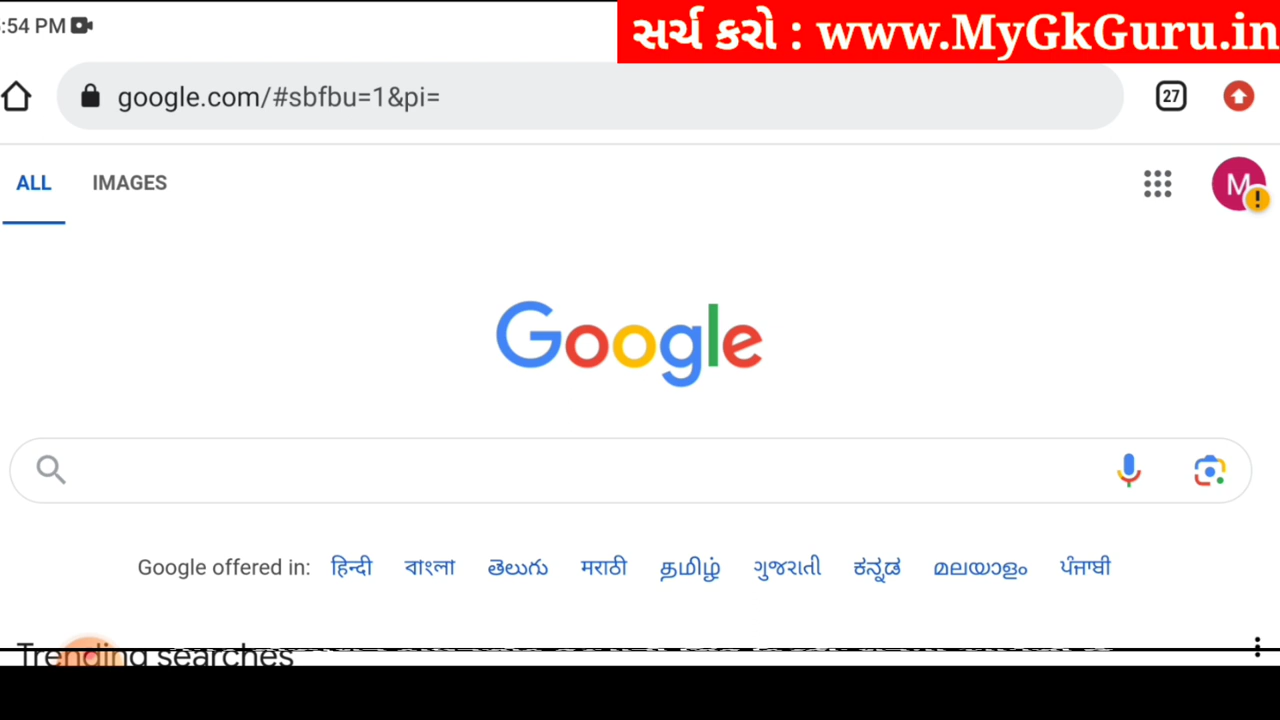 :54 PM
સર્ચ કરો : www.MyGkGuru.in
google.com/#sbfbu=1&pi=
27
ALL IMAGES
M
Google
Google offered in: हिन्दी বাংলা తెలుగు मराठी தமிழ் ગુજરાતી ಕನ್ನಡ മലയാളം ਪੰਜਾਬੀ
Trending searches